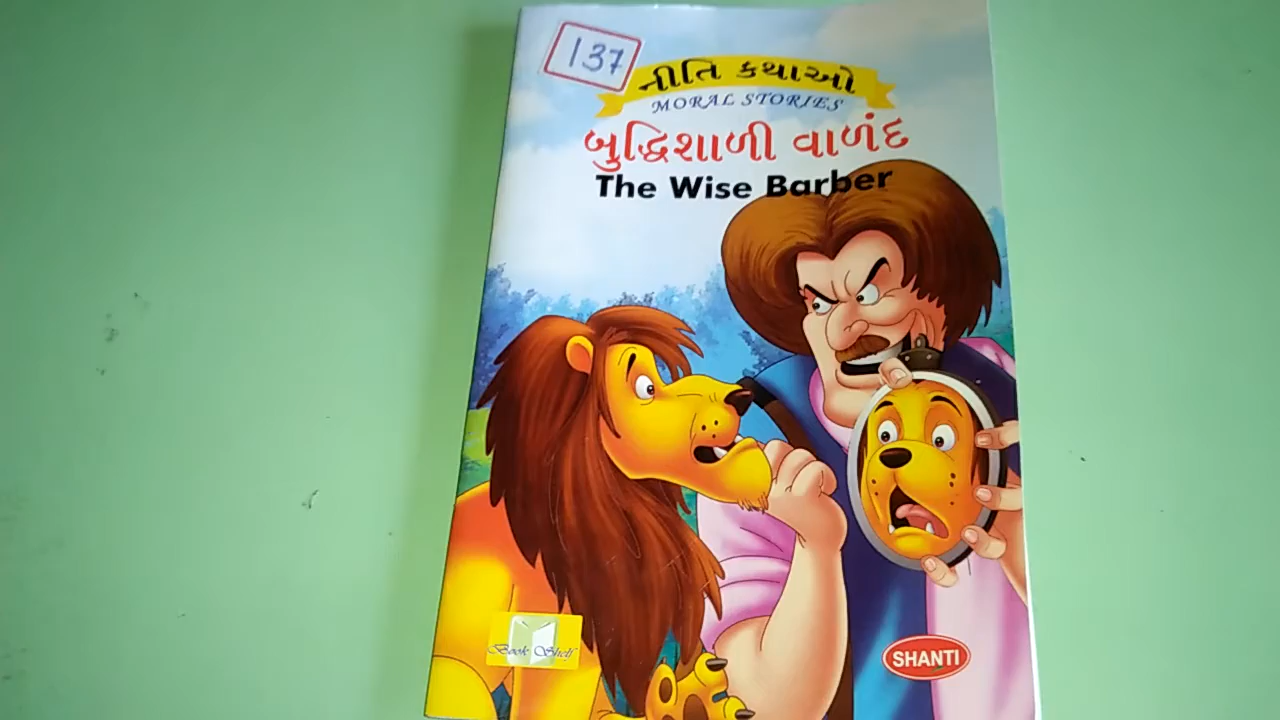 137
નીતિ કથાઓ
MORAL STORIES
બુદ્ધિશાળી વાળંદ
The Wise Barber
Book Shelf
SHANTI